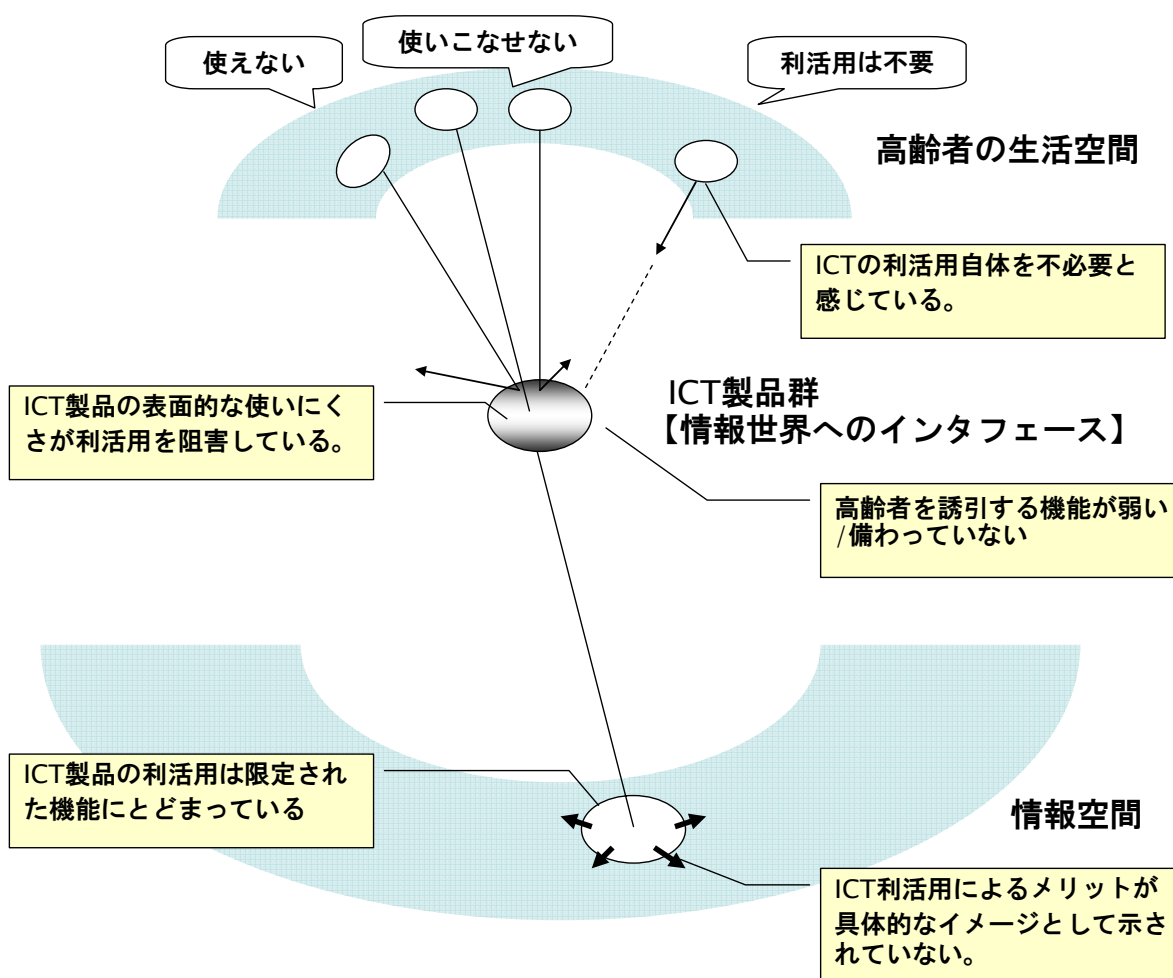 使えない
使いこなせない
利活用は不要
高齢者の生活空間
ICTの利活用自体を不必要と
感じている。
ICT製品群
【情報世界へのインタフェース】
ICT製品の表面的な使いにく
さが利活用を阻害している。
高齢者を誘引する機能が弱い
/備わっていない
ICT製品の利活用は限定され
た機能にとどまっている
情報空間
ICT利活用によるメリットが
具体的なイメージとして示さ
れていない。